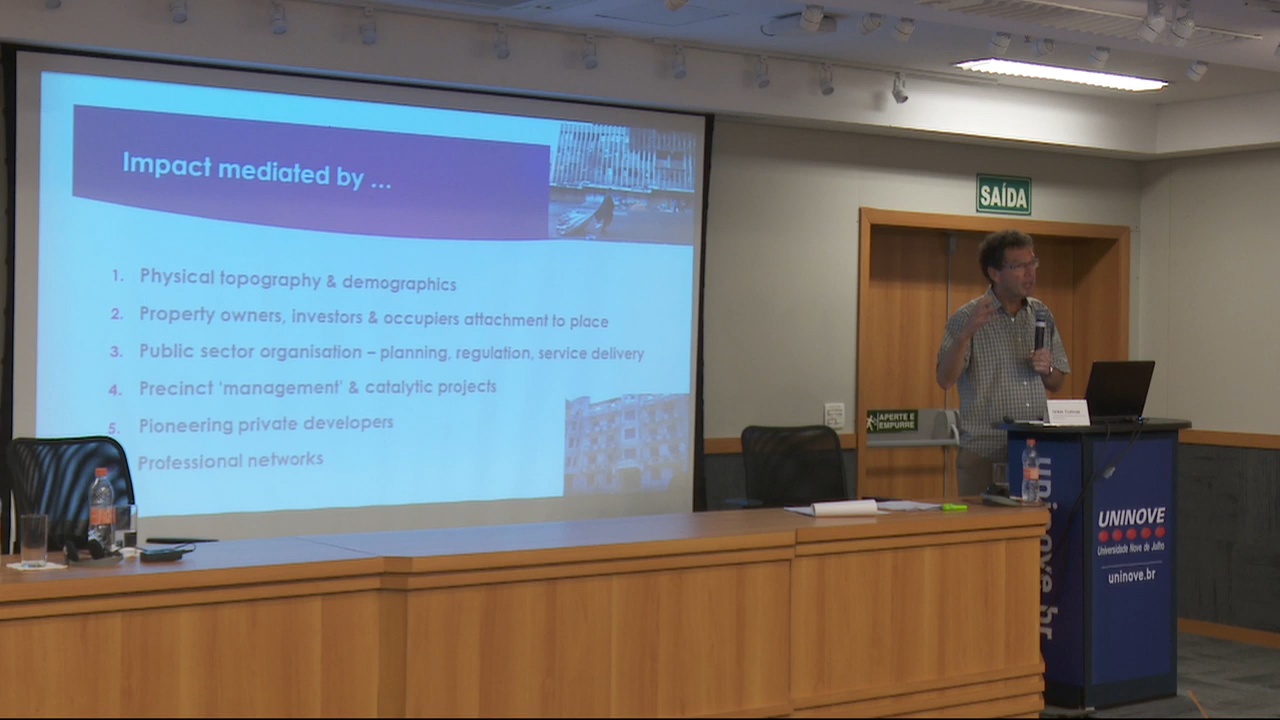 Impact mediated by ...
1. Physical topography & demographics
2. Property owners, investors & occupiers attachment to place
3. Public sector organisation – planning, regulation, service delivery
4. Precinct 'management' & catalytic projects
5. Pioneering private developers
Professional networks
SAÍDA
APERTE E
EMPURRE
UNINOVE
Universidade Nove de Julho
uninove.br
uninove.br